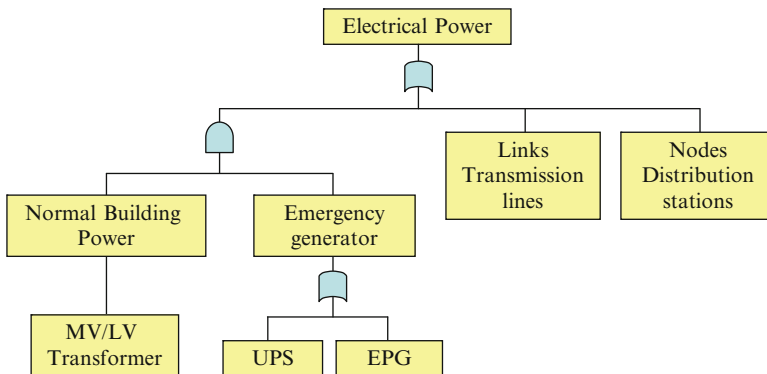 Electrical Power
Links
Transmission
lines
Nodes
Distribution
stations
Normal Building
Power
Emergency
generator
MV/LV
Transformer
UPS
EPG